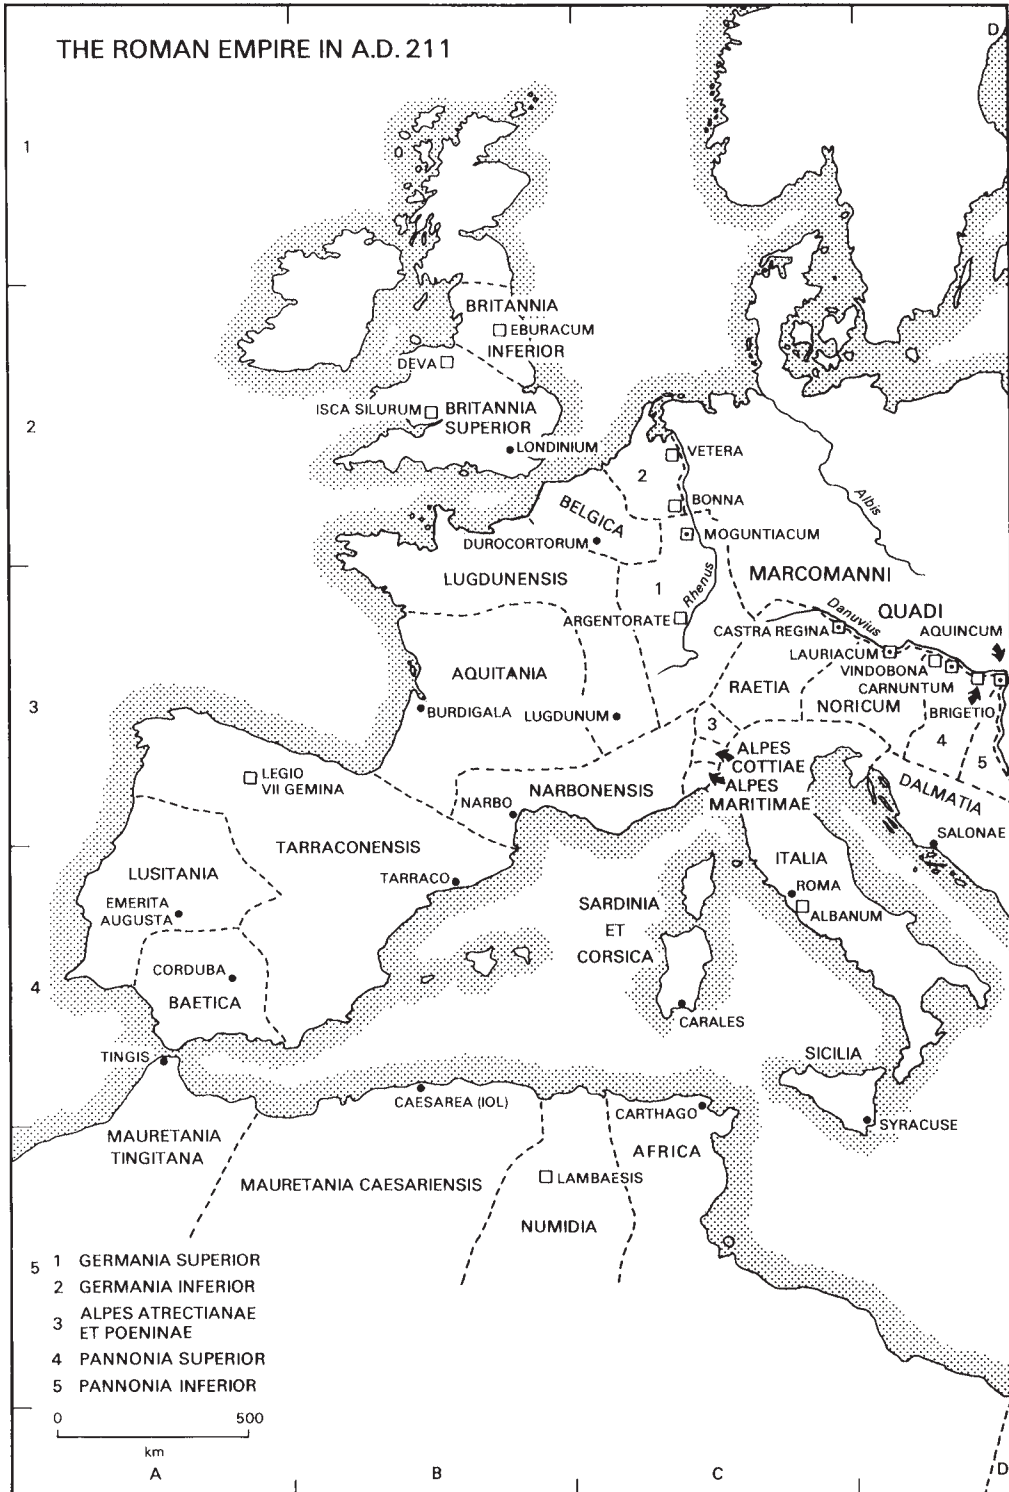 D
THE ROMAN EMPIRE IN A.D. 211
1
BRITANNIA
EBURACUM
INFERIOR
DEVA
ISCA SILURUM
BRITANNIA
SUPERIOR
2
LONDINIUM
VETERA
2
BONNA
BELGICA
Albis
DUROCORTORUM
MOGUNTIACUM
LUGDUNENSIS
MARCOMANNI
1
Rhenus
Danuvius
QUADI
ARGENTORATE
CASTRA REGINA
AQUINCUM
LAURIACUM
VINDOBONA
AQUITANIA
RAETIA
CARNUNTUM
NORICUM
3
BURDIGALA
LUGDUNUM
BRIGETIO
3
4
ALPES
COTTIAE
5
LEGIO
VII GEMINA
NARBONENSIS
ALPES
MARITIMAE
DALMATIA
NARBO
SALONAE
TARRACONENSIS
ITALIA
LUSITANIA
TARRACO
ROMA
EMERITA
AUGUSTA
SARDINIA
ET
CORSICA
ALBANUM
CORDUBA
4
BAETICA
CARALES
TINGIS
SICILIA
CAESAREA (IOL)
CARTHAGO
SYRACUSE
MAURETANIA
TINGITANA
AFRICA
MAURETANIA CAESARIENSIS
LAMBAESIS
NUMIDIA
5
1 GERMANIA SUPERIOR
2 GERMANIA INFERIOR
3 ALPES ATRECTIANAE
ET POENINAE
4 PANNONIA SUPERIOR
5 PANNONIA INFERIOR
0 500
km
A B C D